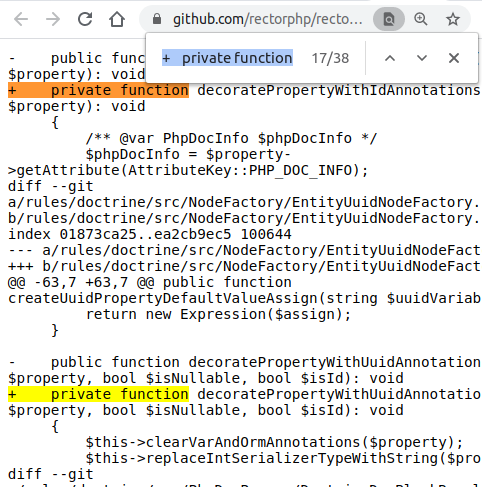 github.com/rectorphp/recto…
+ private function 17/38
-    public func
$property): void
+    private function decoratePropertyWithIdAnnotations
$property): void
     {
         /** @var PhpDocInfo $phpDocInfo */
         $phpDocInfo = $property-
>getAttribute(AttributeKey::PHP_DOC_INFO);
diff --git
a/rules/doctrine/src/NodeFactory/EntityUuidNodeFactory.
b/rules/doctrine/src/NodeFactory/EntityUuidNodeFactory.
index 01873ca25..ea2cb9ec5 100644
--- a/rules/doctrine/src/NodeFactory/EntityUuidNodeFact
+++ b/rules/doctrine/src/NodeFactory/EntityUuidNodeFact
@@ -63,7 +63,7 @@ public function
createUuidPropertyDefaultValueAssign(string $uuidVariab
         return new Expression($assign);
     }
-    public function decoratePropertyWithUuidAnnotation
$property, bool $isNullable, bool $isId): void
+    private function decoratePropertyWithUuidAnnotatio
$property, bool $isNullable, bool $isId): void
     {
         $this->clearVarAndOrmAnnotations($property);
         $this->replaceIntSerializerTypeWithString($pro
diff --git